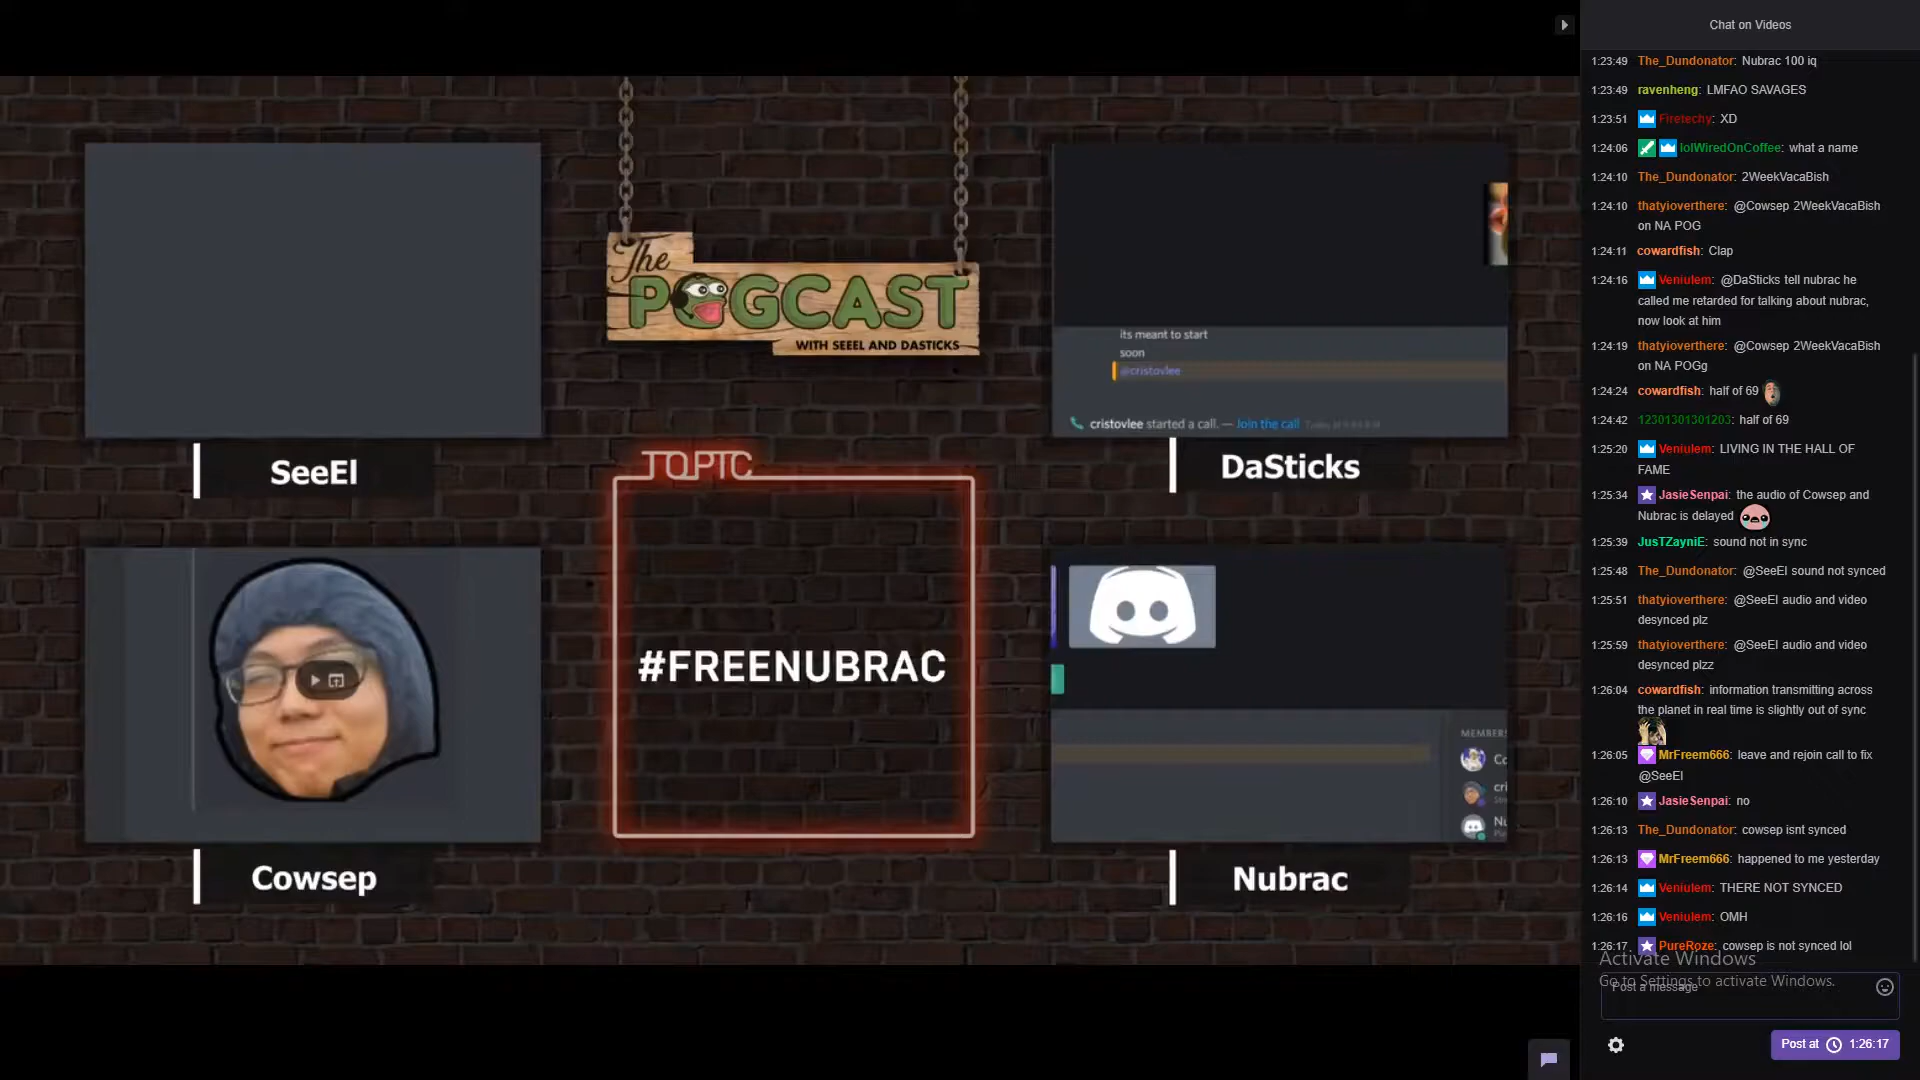 The
POGCAST
WITH SEEEL AND DASTICKS
its meant to start
soon
@cristovlee
cristovlee started a call. — Join the call
SeeEl
TOPIC
DaSticks
#FREENUBRAC
MEMBERS
Co
cri
Nu
Cowsep
Nubrac
Chat on Videos
1:23:49 The_Dundonator: Nubrac 100 iq
1:23:49 ravenheng: LMFAO SAVAGES
1:23:51 Firetechy: XD
1:24:06 lolWiredOnCoffee: what a name
1:24:10 The_Dundonator: 2WeekVacaBish
1:24:10 thatyioverthere: @Cowsep 2WeekVacaBish
on NA POG
1:24:11 cowardfish: Clap
1:24:16 Veniulem: @DaSticks tell nubrac he
called me retarded for talking about nubrac,
now look at him
1:24:19 thatyioverthere: @Cowsep 2WeekVacaBish
on NA POGg
1:24:24 cowardfish: half of 69
1:24:42 12301301301203: half of 69
1:25:20 Veniulem: LIVING IN THE HALL OF
FAME
1:25:34 JasieSenpai: the audio of Cowsep and
Nubrac is delayed
1:25:39 JusTZayniE: sound not in sync
1:25:48 The_Dundonator: @SeeEl sound not synced
1:25:51 thatyioverthere: @SeeEl audio and video
desynced plz
1:25:59 thatyioverthere: @SeeEl audio and video
desynced plzz
1:26:04 cowardfish: information transmitting across
the planet in real time is slightly out of sync
1:26:05 MrFreem666: leave and rejoin call to fix
@SeeEl
1:26:10 JasieSenpai: no
1:26:13 The_Dundonator: cowsep isnt synced
1:26:13 MrFreem666: happened to me yesterday
1:26:14 Veniulem: THERE NOT SYNCED
1:26:16 Veniulem: OMH
1:26:17 PureRoze: cowsep is not synced lol
Activate Windows
Go to Settings to activate Windows.
Post a message
Post at 1:26:17